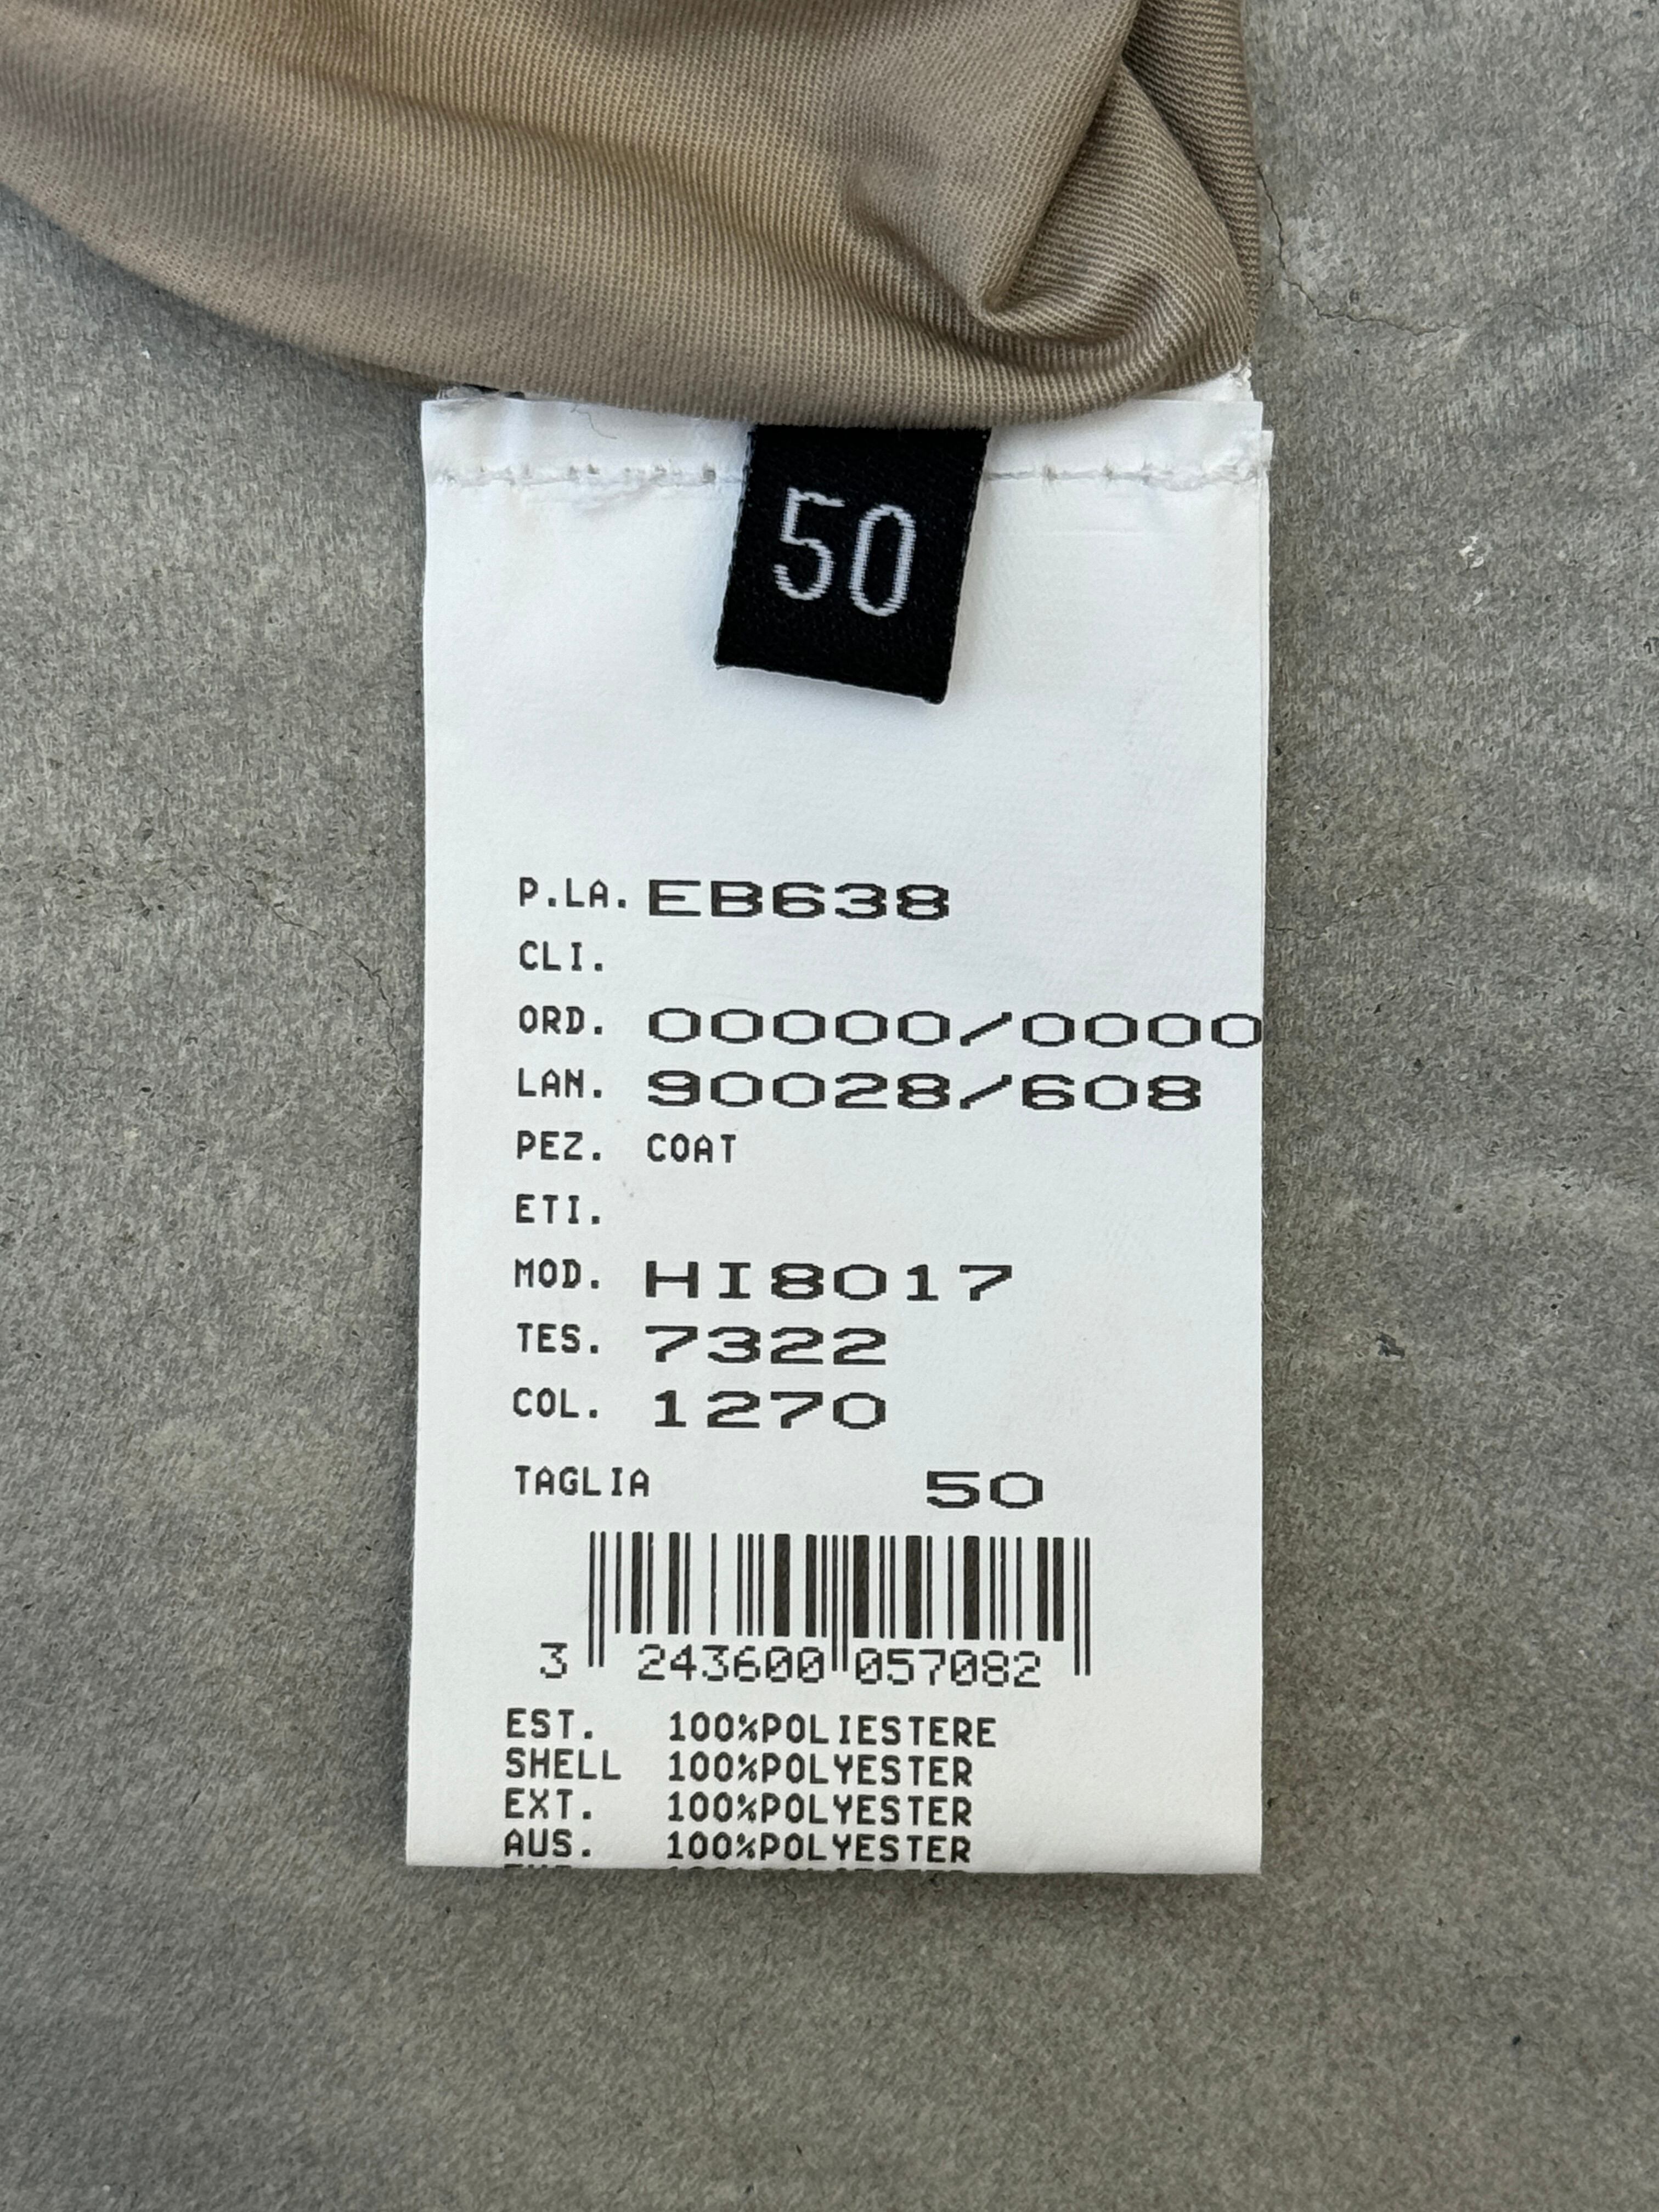 50
P.LA. EB638
CLI.
ORD. 00000/0000
LAN. 90028/608
PEZ. COAT
ETI.
MOD. HI8017
TES. 7322
COL. 1270
TAGLIA 50
3 243600 057082
EST. 100%POLIESTERE
SHELL 100%POLYESTER
EXT. 100%POLYESTER
AUS. 100%POLYESTER